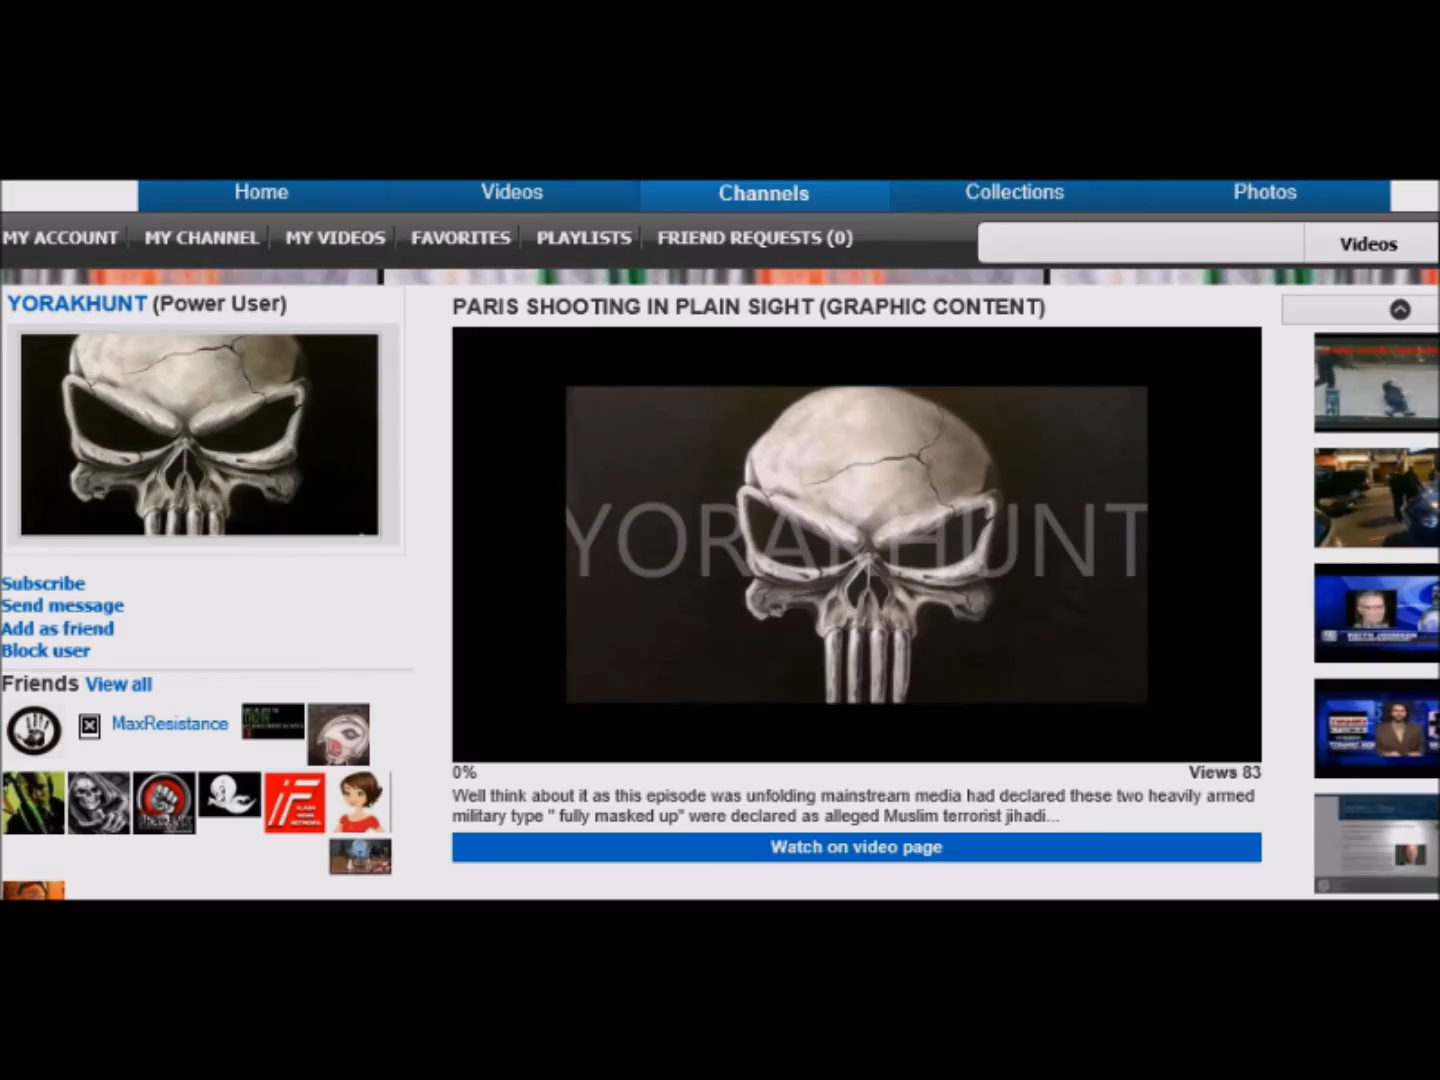 Home
Videos
Channels
Collections
Photos
MY ACCOUNT
MY CHANNEL
MY VIDEOS
FAVORITES
PLAYLISTS
FRIEND REQUESTS (0)
Videos
YORAKHUNT (Power User)
PARIS SHOOTING IN PLAIN SIGHT (GRAPHIC CONTENT)
YORAKHUNT
Subscribe
Send message
Add as friend
Block user
Friends View all
MaxResistance
0%
Views 83
Well think about it as this episode was unfolding mainstream media had declared these two heavily armed
military type " fully masked up" were declared as alleged Muslim terrorist jihadi...
Watch on video page